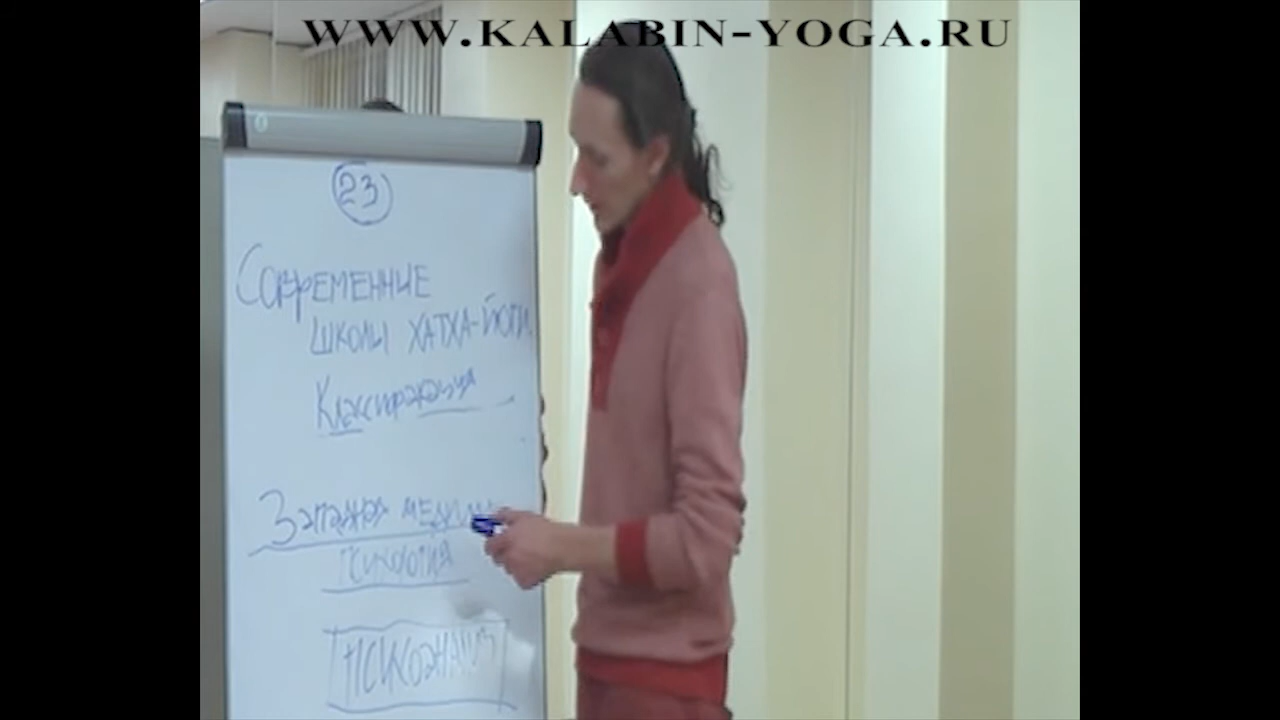 WWW.KALABIN-YOGA.RU
23
Современные
школы хатха-йоги.
Классификация
Западная
психология
психоанализ